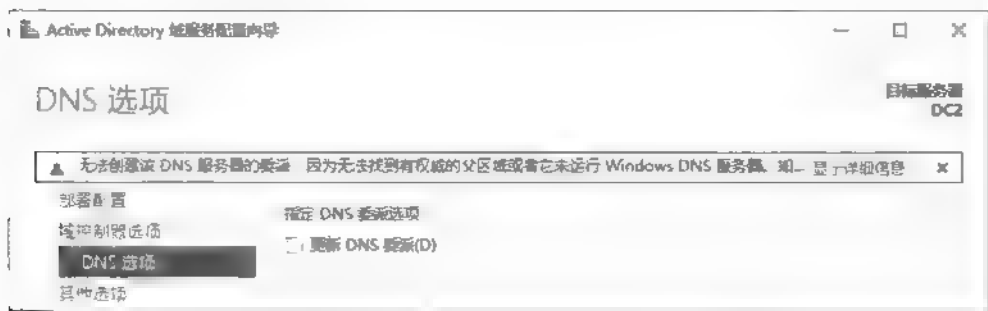 Active Directory 域服务配置向导
DNS 选项
目标服务器
DC2
无法创建该 DNS 服务器的委派 因为无法找到有权威的父区域或者它未运行 Windows DNS 服务器。如... 显示详细信息
部署配置
域控制器选项
DNS 选项
其他选项
指定 DNS 委派选项
更新 DNS 委派(D)